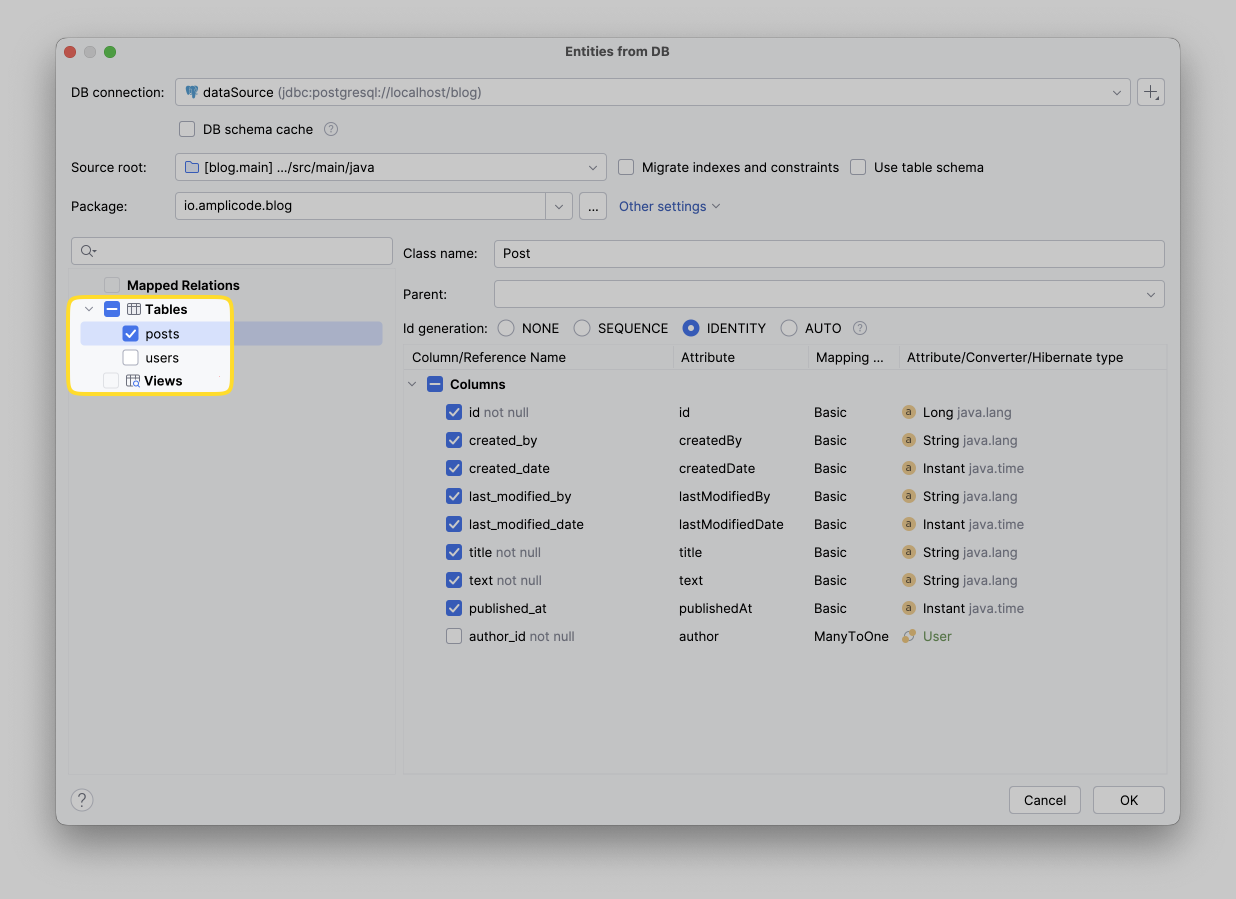 Entities from DB
DB connection: dataSource (jdbc:postgresql://localhost/blog)
DB schema cache ?
Source root: [blog.main] .../src/main/java Migrate indexes and constraints Use table schema
Package: io.amplicode.blog ... Other settings
Class name: Post
Mapped Relations
Tables
posts
users
Views
Parent:
Id generation: NONE SEQUENCE IDENTITY AUTO ?
Column/Reference Name Attribute Mapping ... Attribute/Converter/Hibernate type
Columns
id not null id Basic a Long java.lang
created_by createdBy Basic a String java.lang
created_date createdDate Basic a Instant java.time
last_modified_by lastModifiedBy Basic a String java.lang
last_modified_date lastModifiedDate Basic a Instant java.time
title not null title Basic a String java.lang
text not null text Basic a String java.lang
published_at publishedAt Basic a Instant java.time
author_id not null author ManyToOne User
? Cancel OK